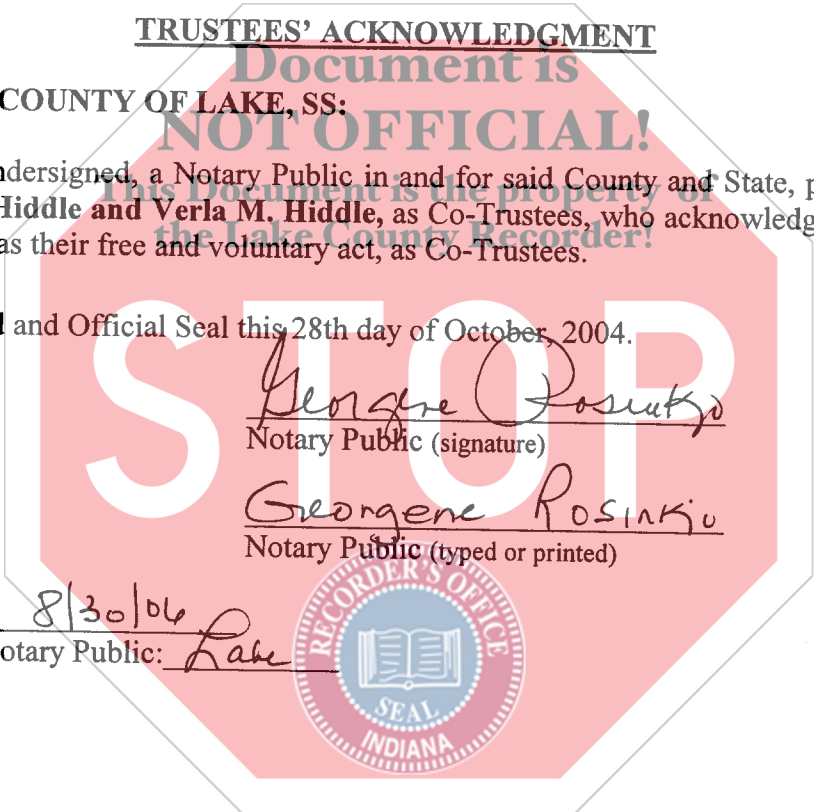 TRUSTEES' ACKNOWLEDGMENT
Document is
COUNTY OF LAKE, SS:
NOT OFFICIAL!
ndersigned, a Notary Public in and for said County and State, p
This Document is the property of
Hiddle and Verla M. Hiddle, as Co-Trustees, who acknowledg
the Lake County Recorder!
as their free and voluntary act, as Co-Trustees.
and Official Seal this 28th day of October, 2004.
STOP
Georgene Rosinkjo
Notary Public (signature)
Georgene Rosinkjo
Notary Public (typed or printed)
8/30/06
otary Public: Lake
RECORDER'S OFFICE
SEAL
INDIANA